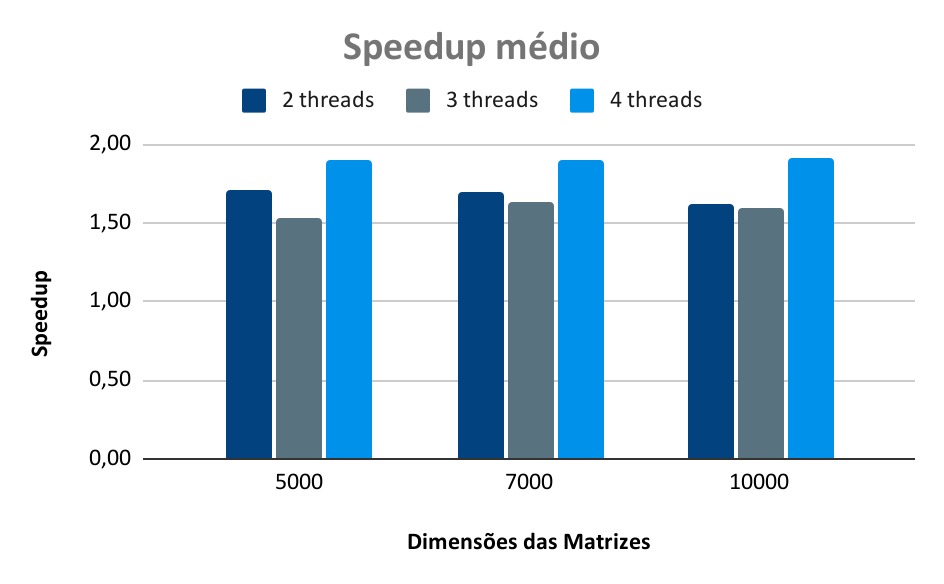 Speedup médio
2 threads 3 threads 4 threads
2,00
1,50
1,00
0,50
0,00
Speedup
5000 7000 10000
Dimensões das Matrizes